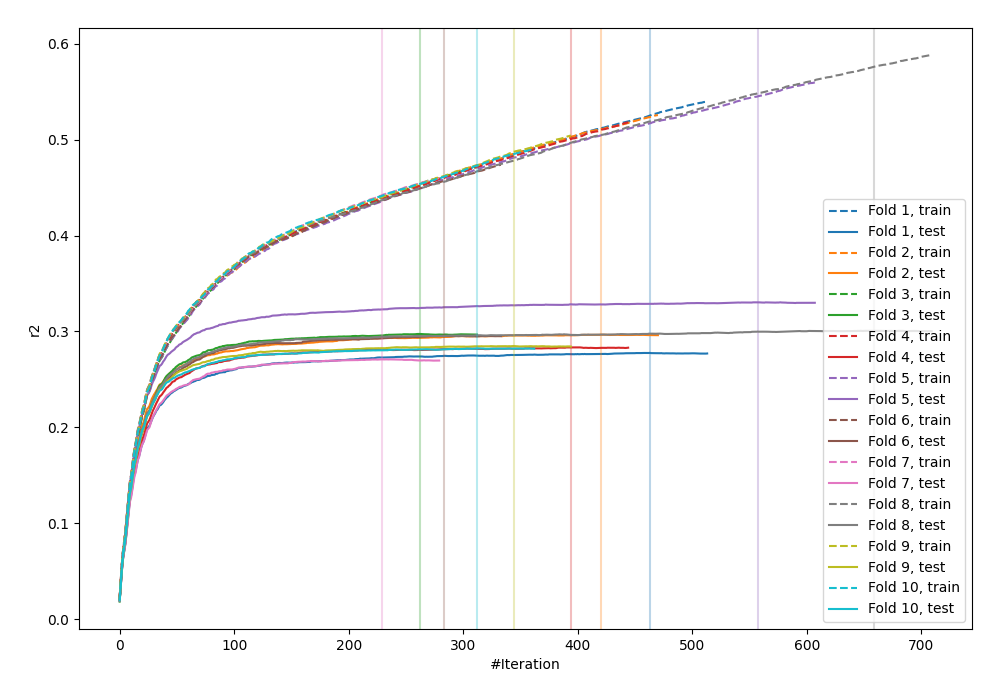 0.6
0.5
0.4
0.3
0.2
0.1
0.0
r2
0
100
200
300
400
500
600
700
#Iteration
Fold 1, train
Fold 1, test
Fold 2, train
Fold 2, test
Fold 3, train
Fold 3, test
Fold 4, train
Fold 4, test
Fold 5, train
Fold 5, test
Fold 6, train
Fold 6, test
Fold 7, train
Fold 7, test
Fold 8, train
Fold 8, test
Fold 9, train
Fold 9, test
Fold 10, train
Fold 10, test